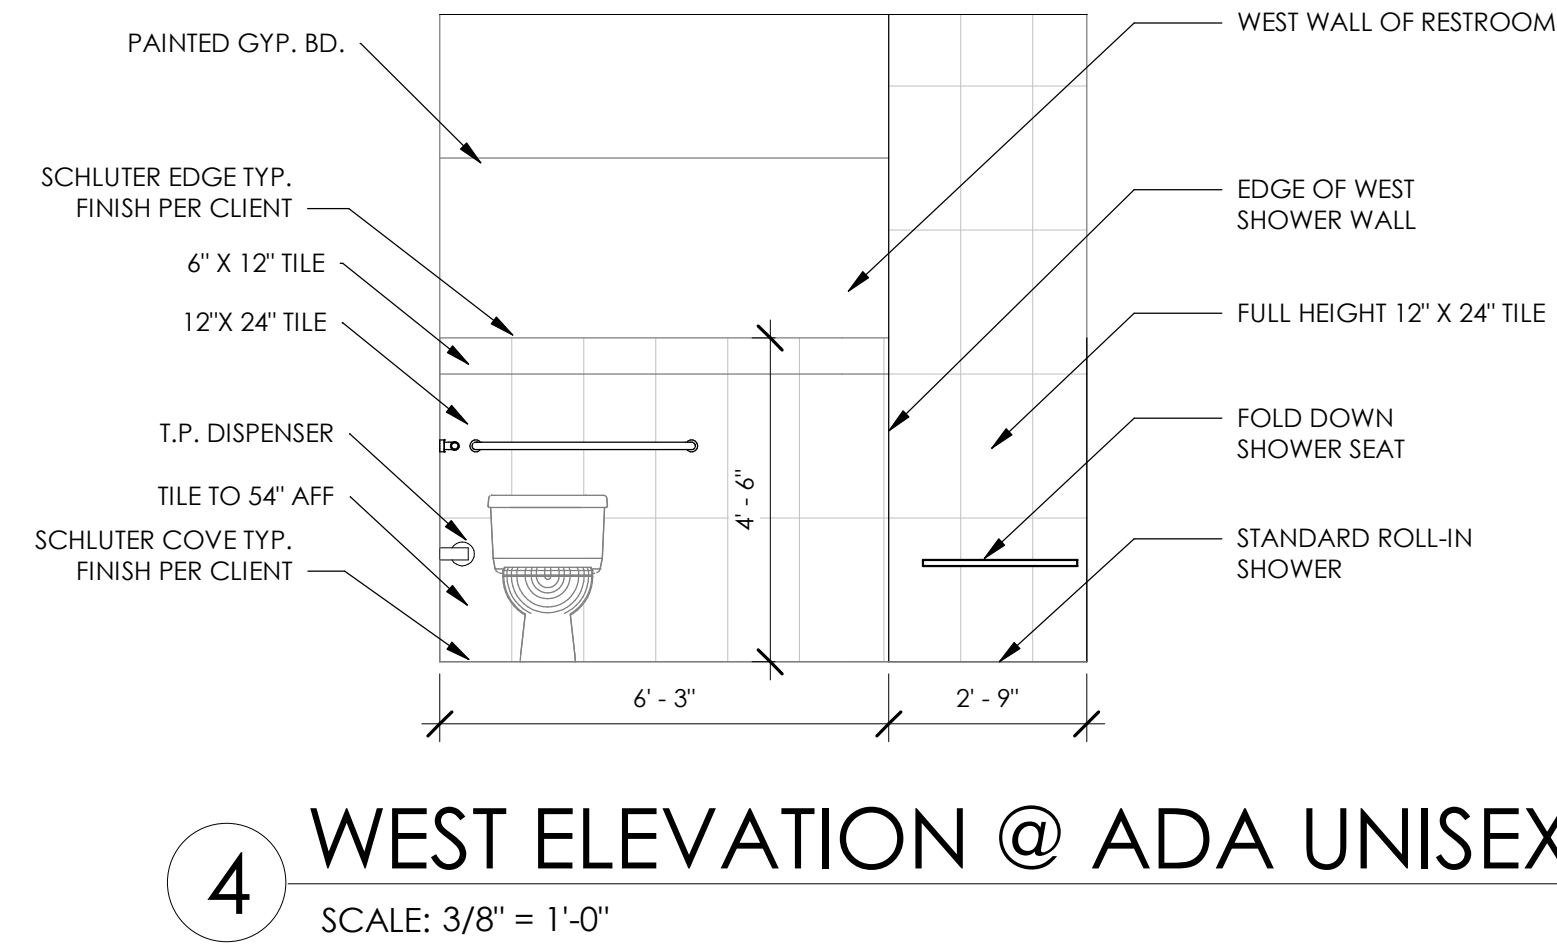 PAINTED GYP. BD.
SCHLUTER EDGE TYP.
FINISH PER CLIENT
6" X 12" TILE
12"X 24" TILE
T.P. DISPENSER
TILE TO 54" AFF
SCHLUTER COVE TYP.
FINISH PER CLIENT
WEST WALL OF RESTROOM
EDGE OF WEST
SHOWER WALL
FULL HEIGHT 12" X 24" TILE
FOLD DOWN
SHOWER SEAT
STANDARD ROLL-IN
SHOWER
4' - 6"
6' - 3"
2' - 9"
4
WEST ELEVATION @ ADA UNISEX
SCALE: 3/8" = 1'-0"